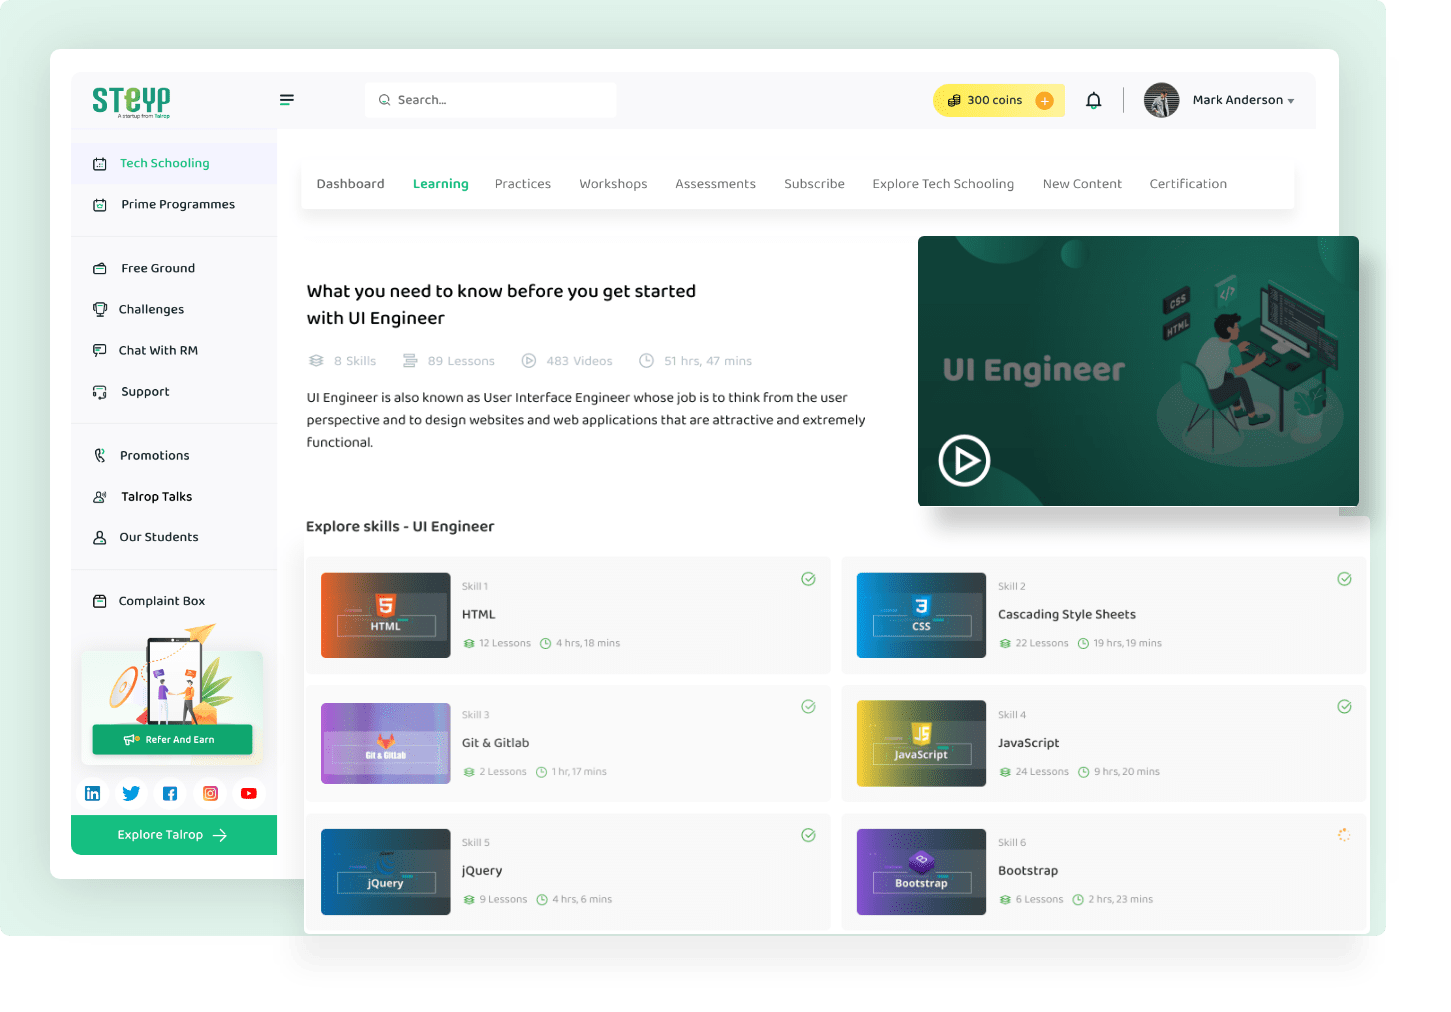 STEYP
A startup from Talrop
Search...
300 coins
Mark Anderson
Tech Schooling
Prime Programmes
Free Ground
Challenges
Chat With RM
Support
Promotions
Talrop Talks
Our Students
Complaint Box
Refer And Earn
Explore Talrop
Dashboard Learning Practices Workshops Assessments Subscribe Explore Tech Schooling New Content Certification
What you need to know before you get started
with UI Engineer
8 Skills 89 Lessons 483 Videos 51 hrs, 47 mins
UI Engineer is also known as User Interface Engineer whose job is to think from the user
perspective and to design websites and web applications that are attractive and extremely
functional.
UI Engineer
CSS
</>
HTML
Explore skills - UI Engineer
HTML
Skill 1
HTML
12 Lessons 4 hrs, 18 mins
CSS
Skill 2
Cascading Style Sheets
22 Lessons 19 hrs, 19 mins
Git & GitLab
Skill 3
Git & Gitlab
2 Lessons 1 hr, 17 mins
JS
JavaScript
Skill 4
JavaScript
24 Lessons 9 hrs, 20 mins
jQuery
Skill 5
jQuery
9 Lessons 4 hrs, 6 mins
Bootstrap
Skill 6
Bootstrap
6 Lessons 2 hrs, 23 mins